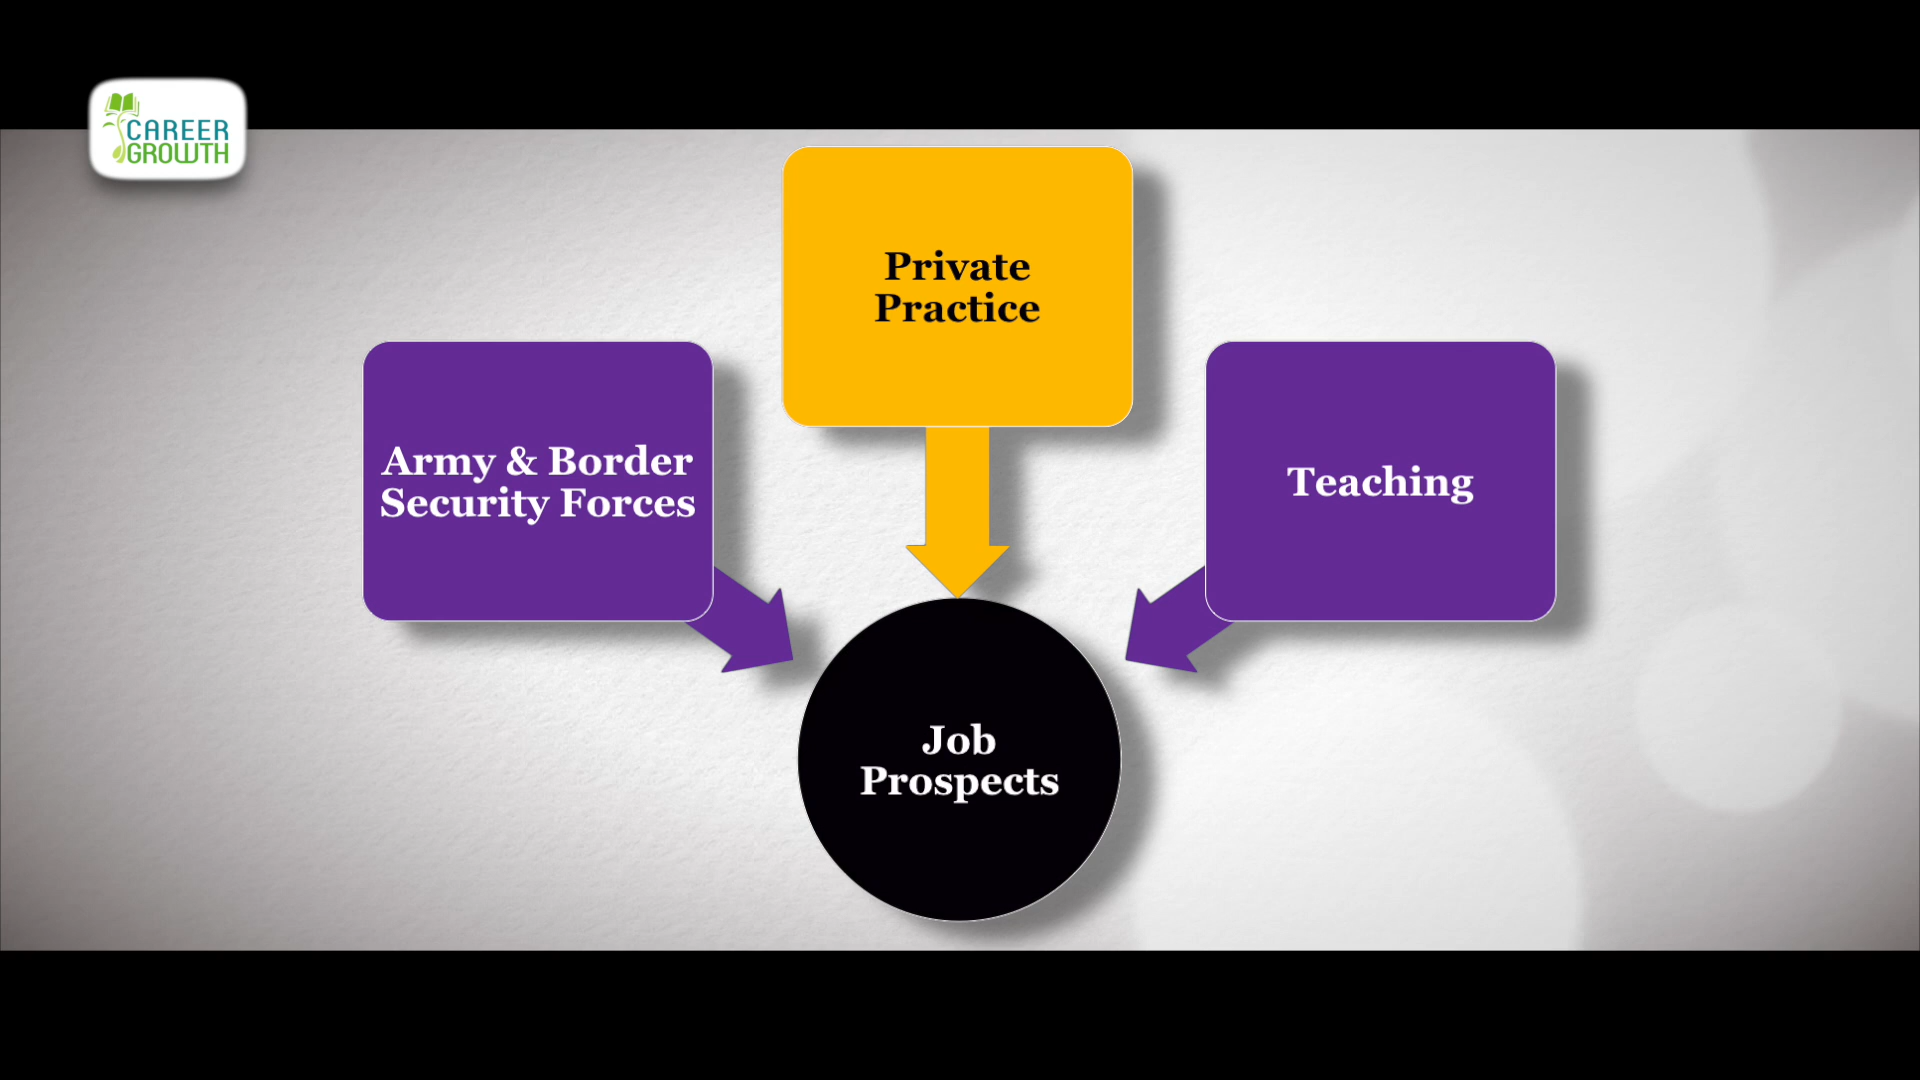 CAREER
GROWTH
Private
Practice
Army & Border
Security Forces
Teaching
Job
Prospects